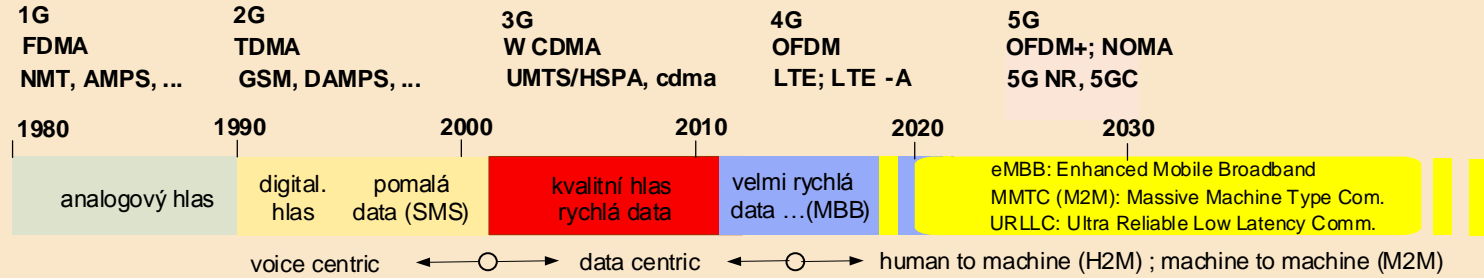 1G
FDMA
NMT, AMPS, ...
2G
TDMA
GSM, DAMPS, ...
3G
W CDMA
UMTS/HSPA, cdma
4G
OFDM
LTE; LTE -A
5G
OFDM+; NOMA
5G NR, 5GC
1980
1990
2000
2010
2020
2030
analogový hlas
digital.
hlas
pomalá
data (SMS)
kvalitní hlas
rychlá data
velmi rychlá
data …(MBB)
eMBB: Enhanced Mobile Broadband
MMTC (M2M): Massive Machine Type Com.
URLLC: Ultra Reliable Low Latency Comm.
voice centric
data centric
human to machine (H2M) ; machine to machine (M2M)